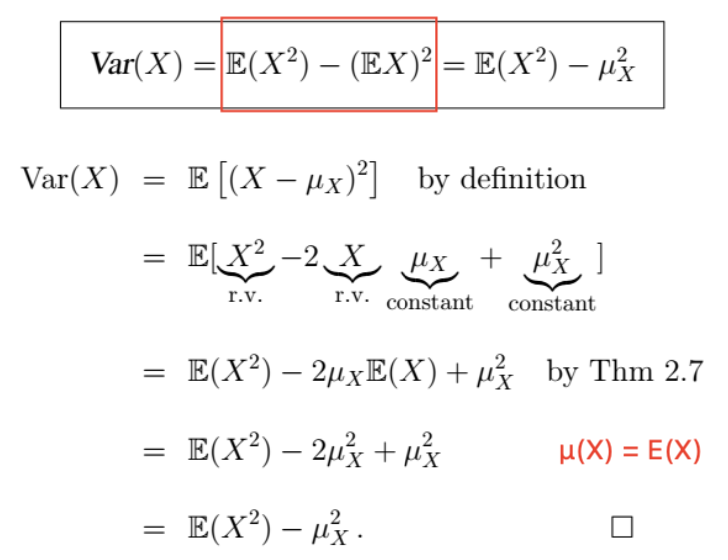 Var(X) = 𝔼(X²) − (𝔼X)² = 𝔼(X²) − μ_X²
Var(X) = 𝔼[(X − μ_X)²] by definition
= 𝔼[X² −2 X μ_X + μ_X²]
r.v. r.v. constant constant
= 𝔼(X²) − 2μ_X𝔼(X) + μ_X² by Thm 2.7
= 𝔼(X²) − 2μ_X² + μ_X² μ(X) = E(X)
= 𝔼(X²) − μ_X². □